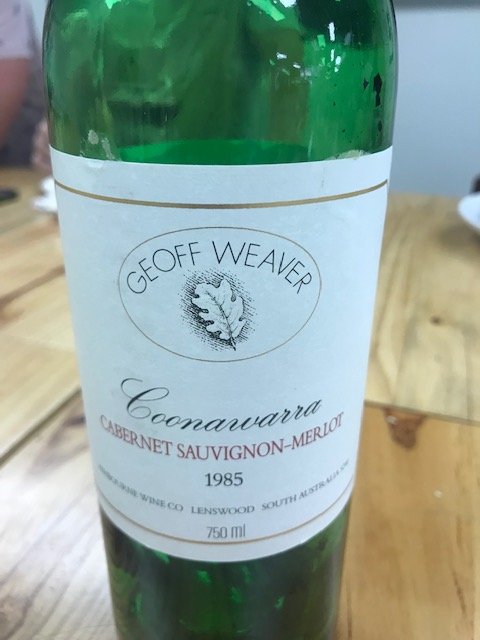 GEOFF WEAVER
Coonawarra
CABERNET SAUVIGNON-MERLOT
1985
WINE CO LENSWOOD SOUTH AUSTRALIA
750 ml